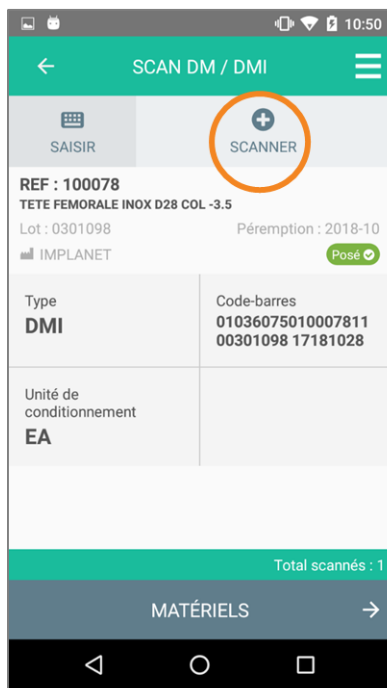 10:50
SCAN DM / DMI
SAISIR
SCANNER
REF : 100078
TETE FEMORALE INOX D28 COL -3.5
Lot : 0301098
Péremption : 2018-10
IMPLANET
Posé
Type
DMI
Code-barres
01036075010007811
00301098 17181028
Unité de
conditionnement
EA
Total scannés : 1
MATÉRIELS